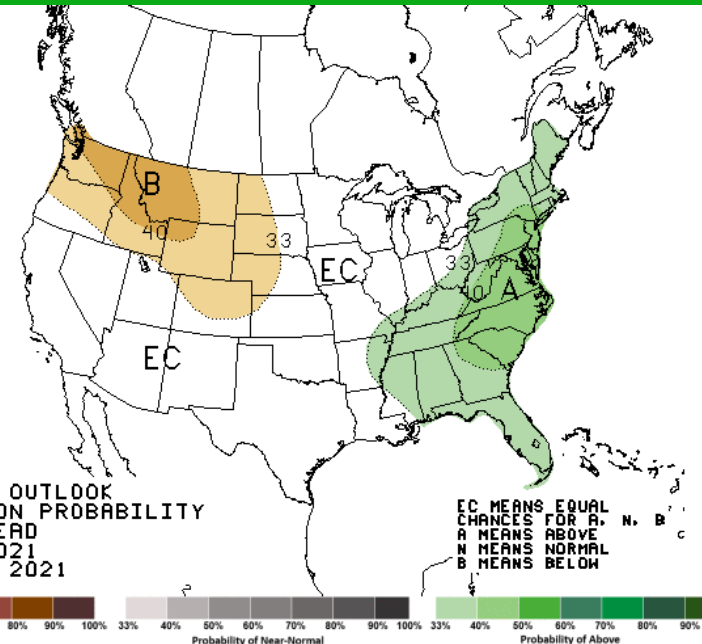 B
40
33
EC
33
40
A
EC
OUTLOOK
ON PROBABILITY
EAD
021
2021
EC MEANS EQUAL
CHANCES FOR A, N, B
A MEANS ABOVE C
N MEANS NORMAL
B MEANS BELOW
80% 90% 100% 33% 40% 50% 60% 70% 80% 90% 100% 33% 40% 50% 60% 70% 80% 90%
Probability of Near-Normal Probability of Above